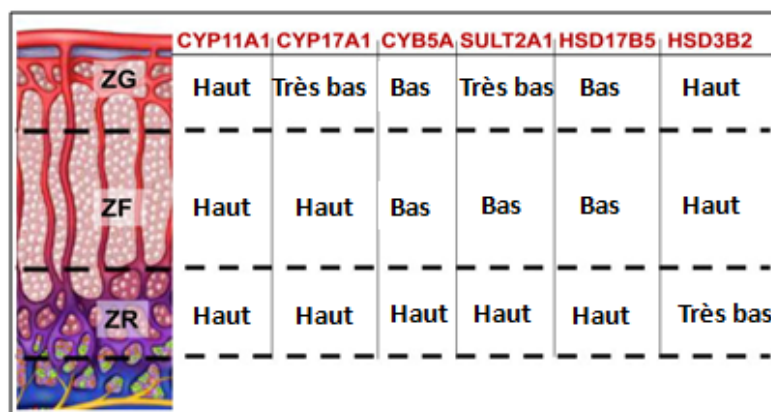 CYP11A1 CYP17A1 CYB5A SULT2A1 HSD17B5 HSD3B2
ZG Haut Très bas Bas Très bas Bas Haut
ZF Haut Haut Bas Bas Bas Haut
ZR Haut Haut Haut Haut Haut Très bas